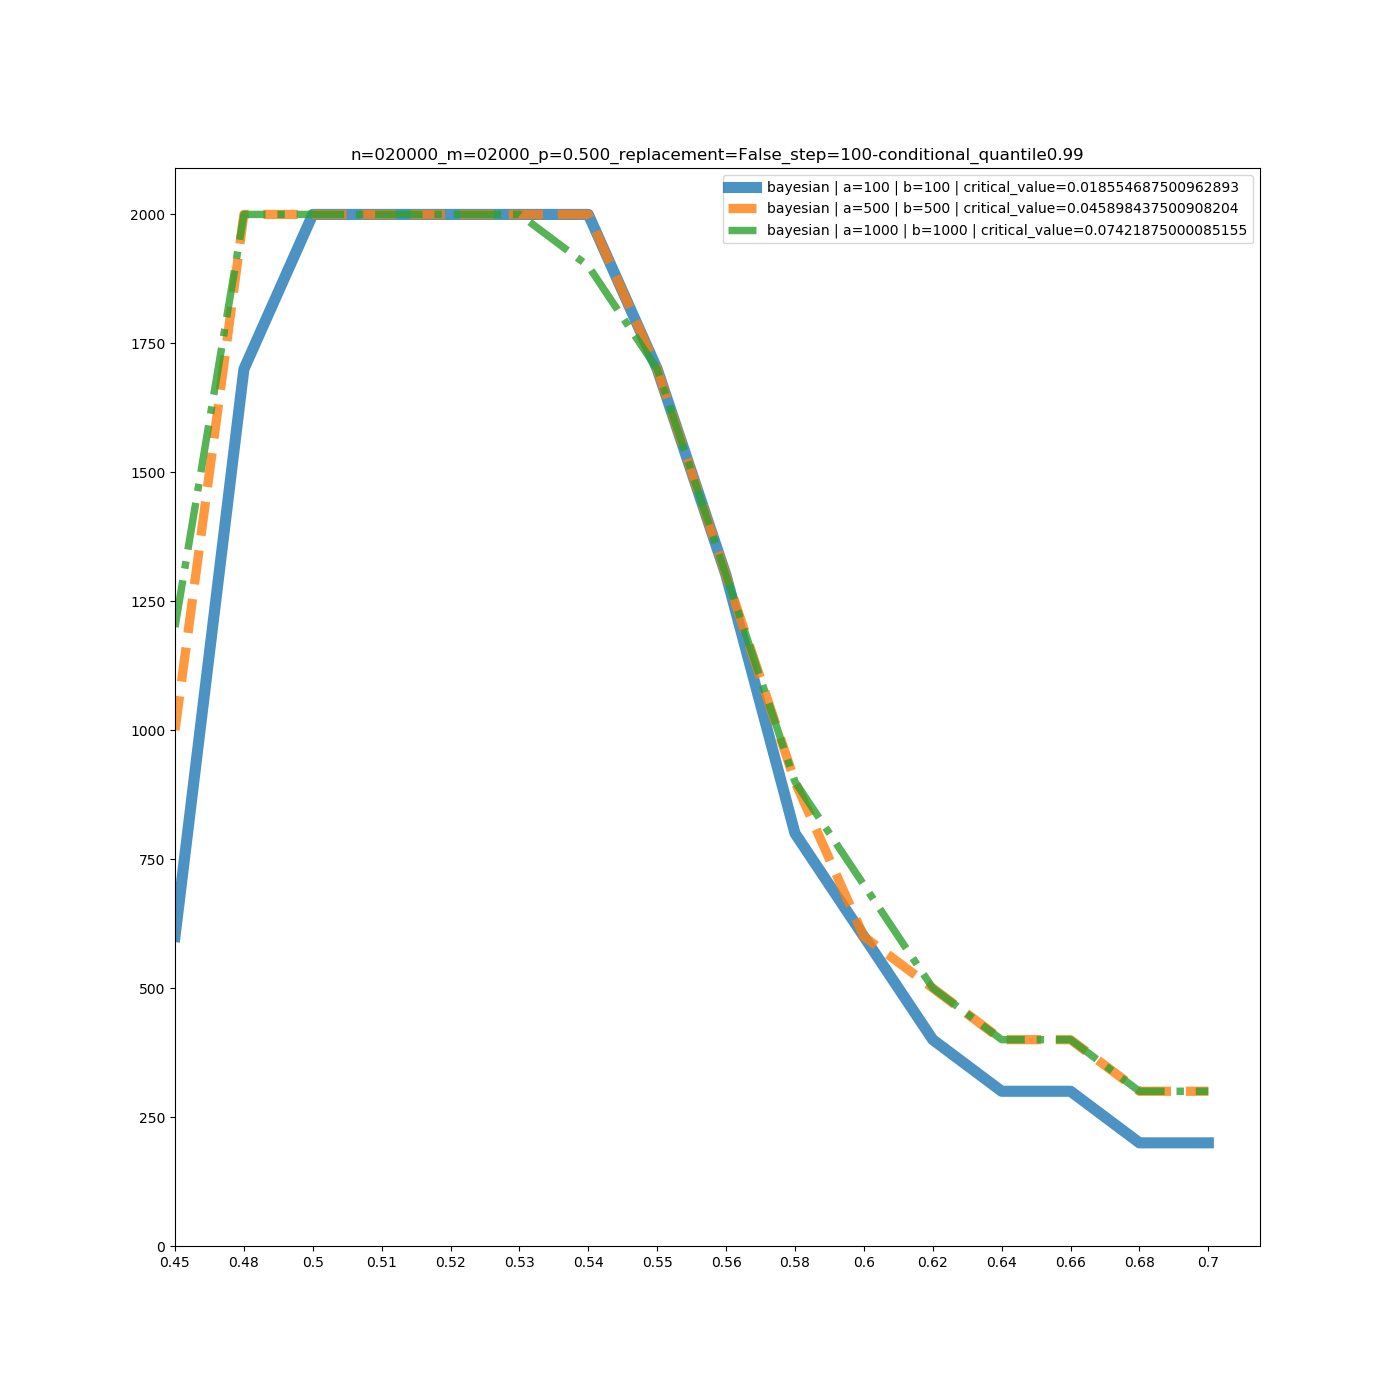 n=020000_m=02000_p=0.500_replacement=False_step=100-conditional_quantile0.99
bayesian | a=100 | b=100 | critical_value=0.018554687500962893
bayesian | a=500 | b=500 | critical_value=0.045898437500908204
bayesian | a=1000 | b=1000 | critical_value=0.07421875000085155
2000
1750
1500
1250
1000
750
500
250
0
0.45 0.48 0.5 0.51 0.52 0.53 0.54 0.55 0.56 0.58 0.6 0.62 0.64 0.66 0.68 0.7